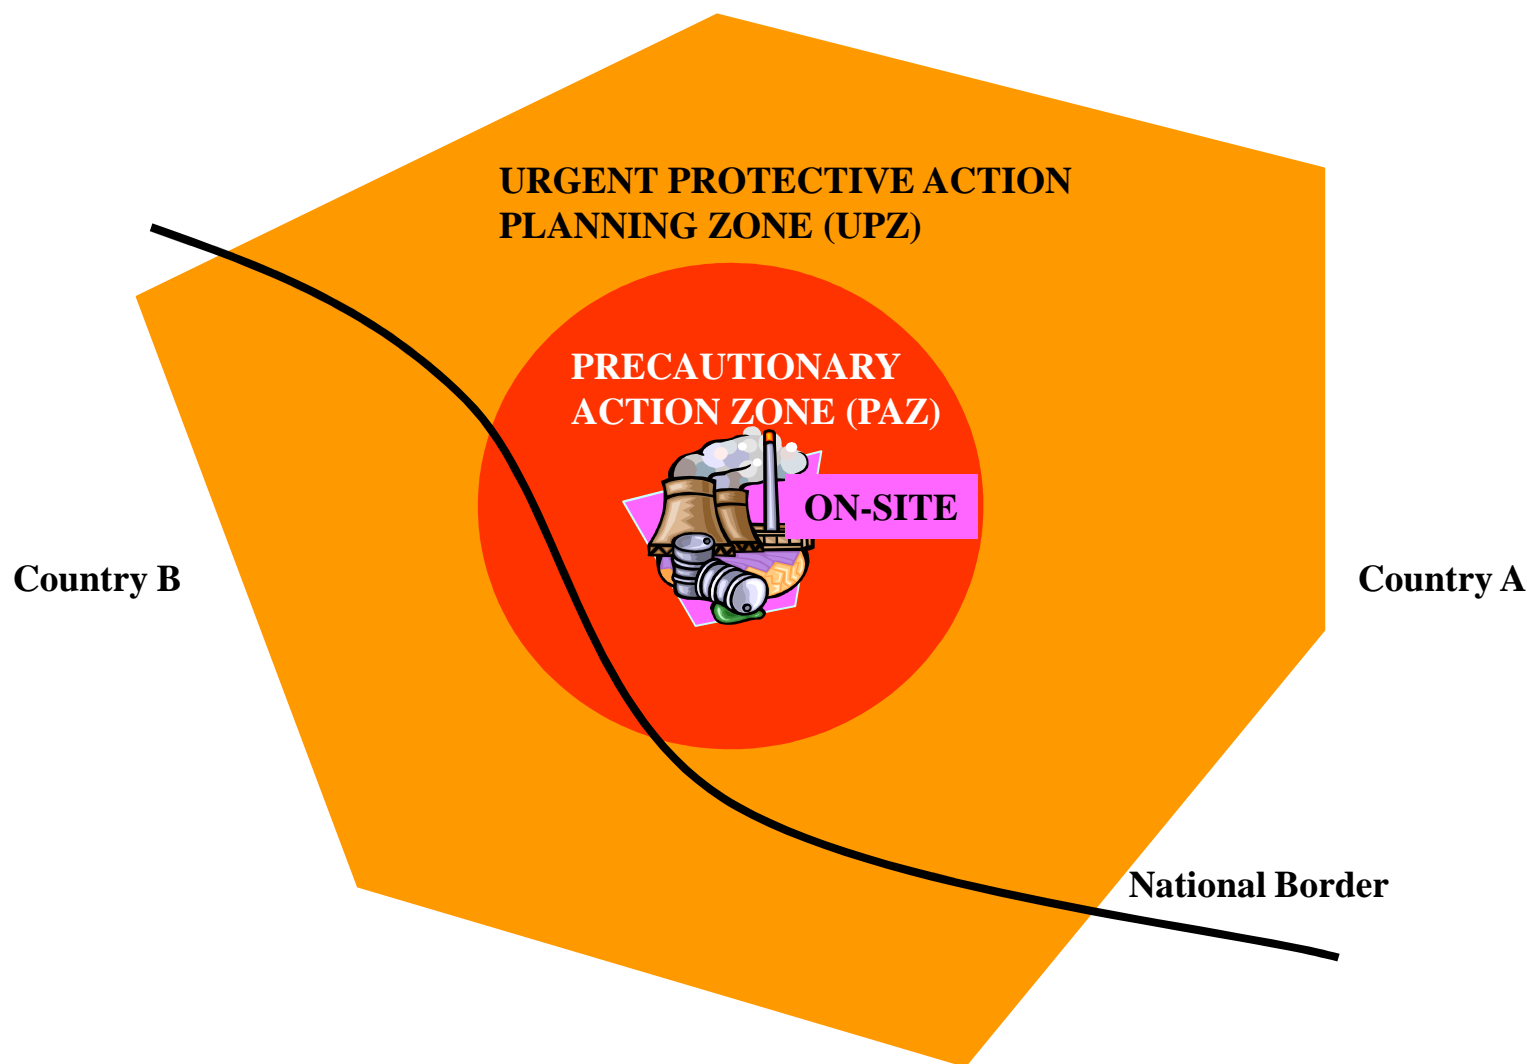 URGENT PROTECTIVE ACTION
PLANNING ZONE (UPZ)
PRECAUTIONARY
ACTION ZONE (PAZ)
ON-SITE
Country B
Country A
National Border